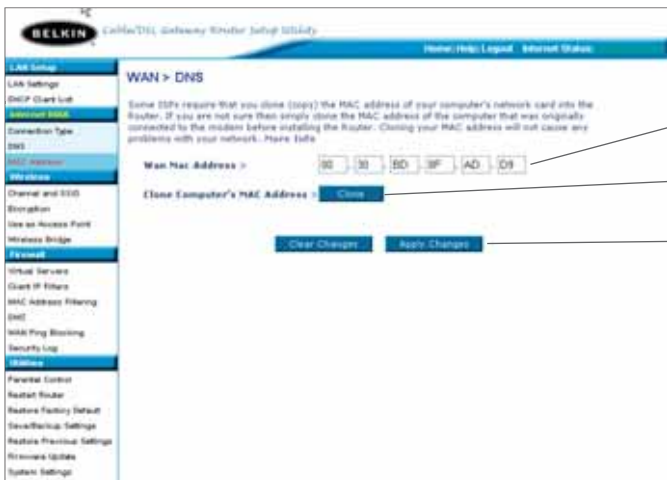 BELKIN
Cable/DSL Gateway Router Setup Utility
Home|Help|Logout Internet Status:
LAN Setup
LAN Settings
DHCP Client List
Internet WAN
Connection Type
DNS
MAC Address
Wireless
Channel and SSID
Encryption
Use as Access Point
Wireless Bridge
Firewall
Virtual Servers
Client IP Filters
MAC Address Filtering
DMZ
WAN Ping Blocking
Security Log
Utilities
Parental Control
Restart Router
Restore Factory Default
Save/Backup Settings
Restore Previous Settings
Firmware Update
System Settings
WAN > DNS
Some ISPs require that you clone (copy) the MAC address of your computer's network card into the
Router. If you are not sure then simply clone the MAC address of the computer that was originally
connected to the modem before installing the Router. Cloning your MAC address will not cause any
problems with your network. More Info
Wan Mac Address > 00 . 30 . BD . 9F . AD . D9
Clone Computer's MAC Address > Clone
Clear Changes Apply Changes